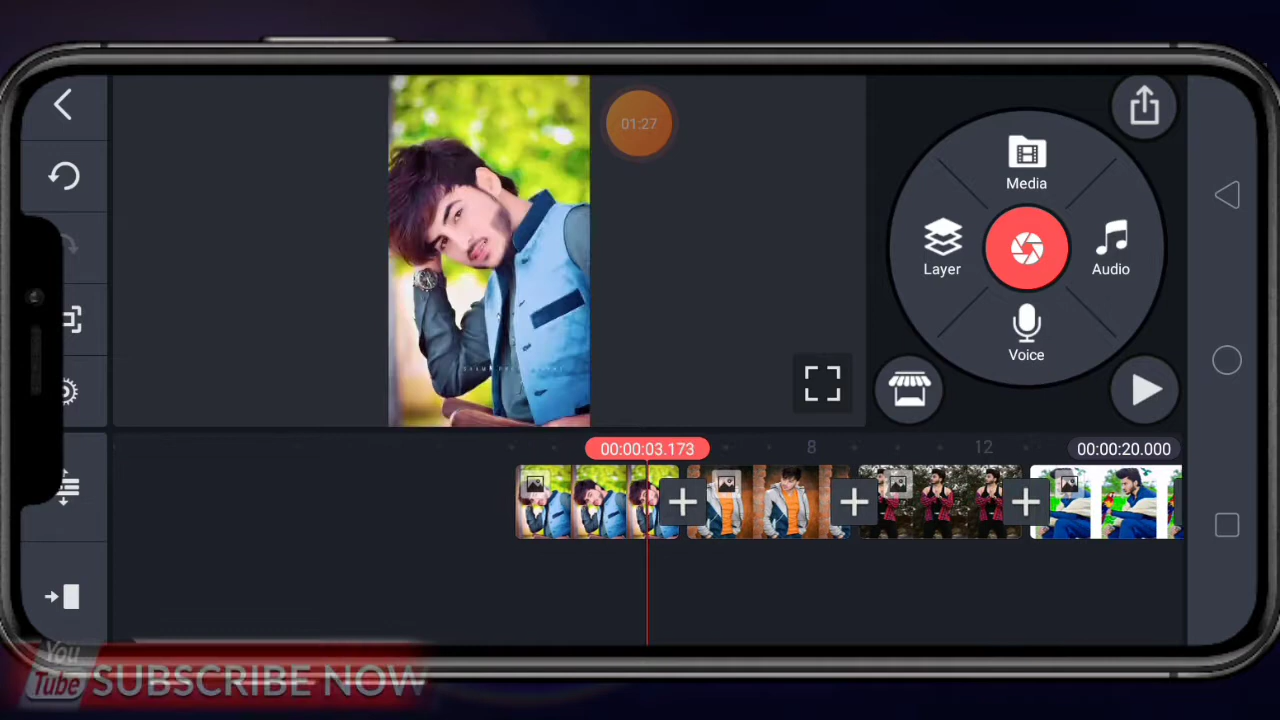 01:27
Media
Layer
Audio
Voice
00:00:03.173
8
12
00:00:20.000
You
Tube SUBSCRIBE NOW